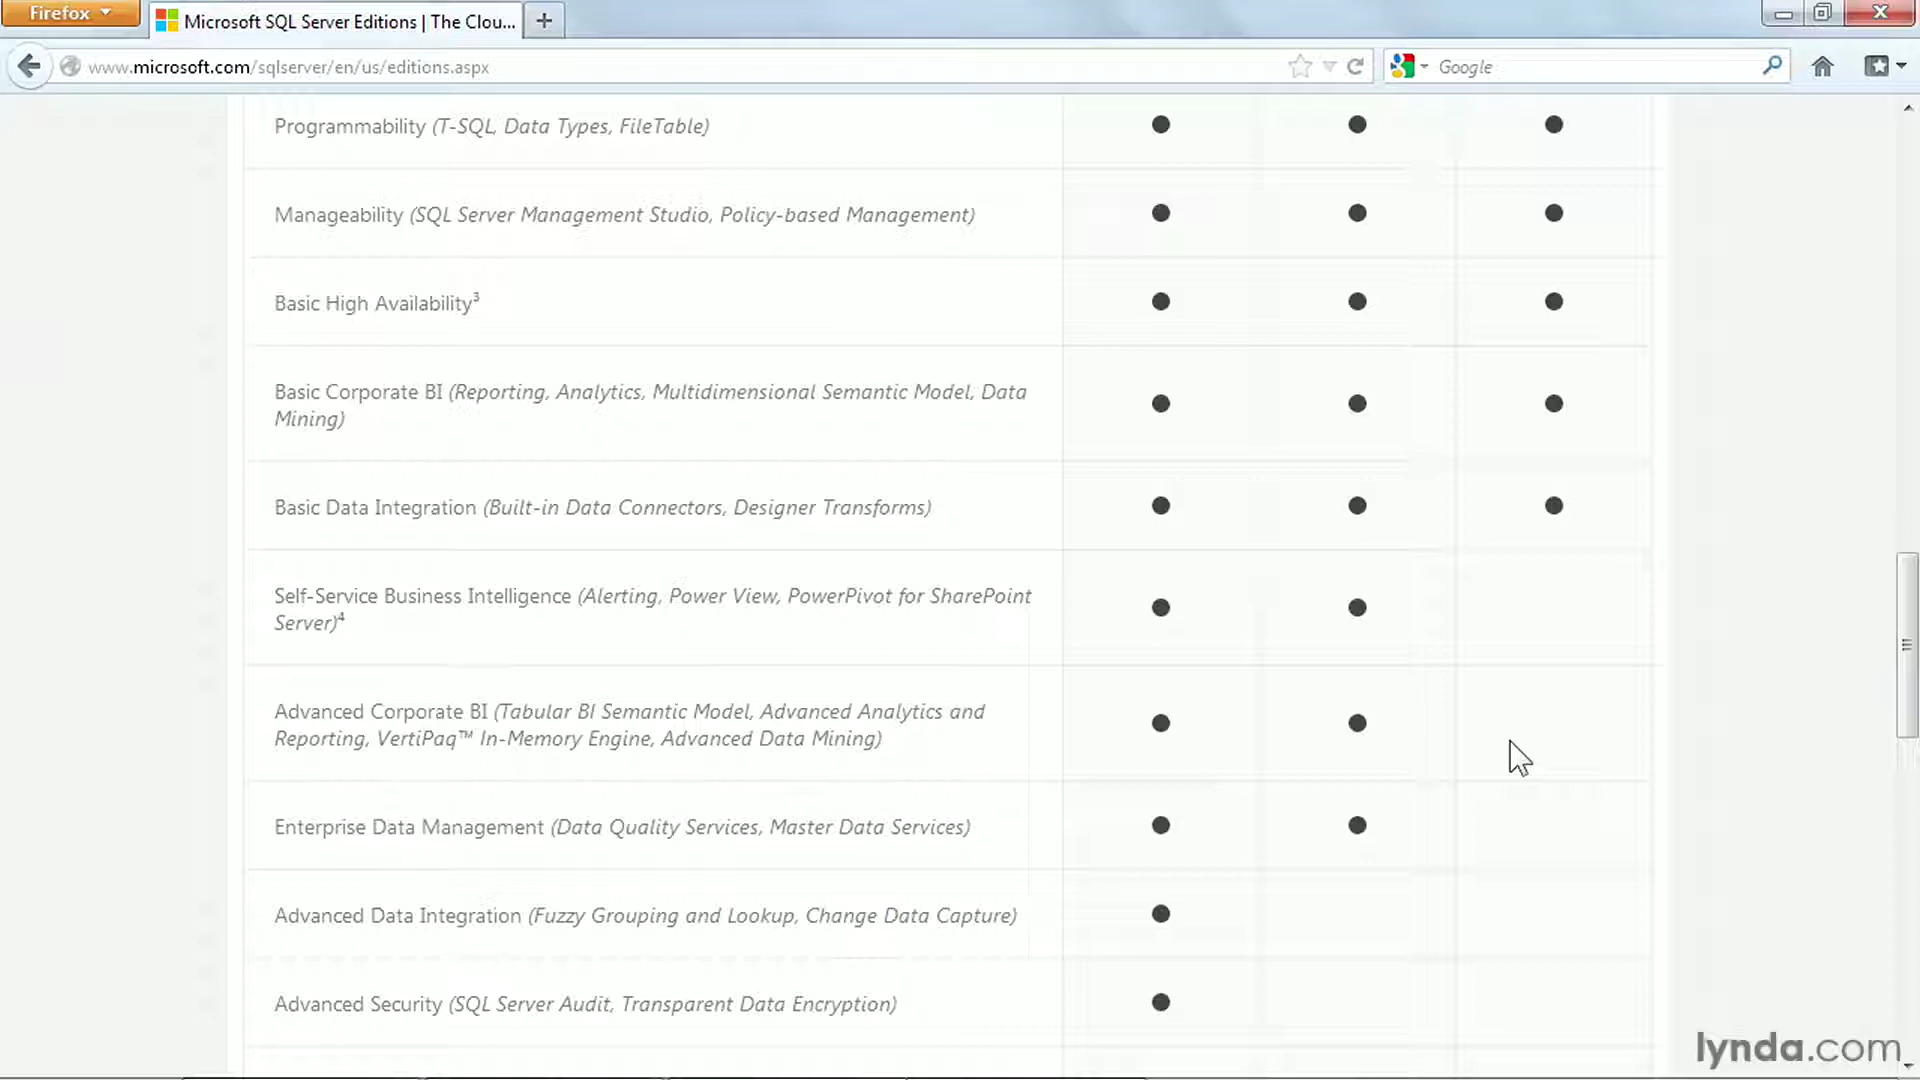 Firefox
Microsoft SQL Server Editions | The Clou...
www.microsoft.com/sqlserver/en/us/editions.aspx
Google
Programmability (T-SQL, Data Types, FileTable)
Manageability (SQL Server Management Studio, Policy-based Management)
Basic High Availability³
Basic Corporate BI (Reporting, Analytics, Multidimensional Semantic Model, Data
Mining)
Basic Data Integration (Built-in Data Connectors, Designer Transforms)
Self-Service Business Intelligence (Alerting, Power View, PowerPivot for SharePoint
Server)⁴
Advanced Corporate BI (Tabular BI Semantic Model, Advanced Analytics and
Reporting, VertiPaq™ In-Memory Engine, Advanced Data Mining)
Enterprise Data Management (Data Quality Services, Master Data Services)
Advanced Data Integration (Fuzzy Grouping and Lookup, Change Data Capture)
Advanced Security (SQL Server Audit, Transparent Data Encryption)
lynda.com